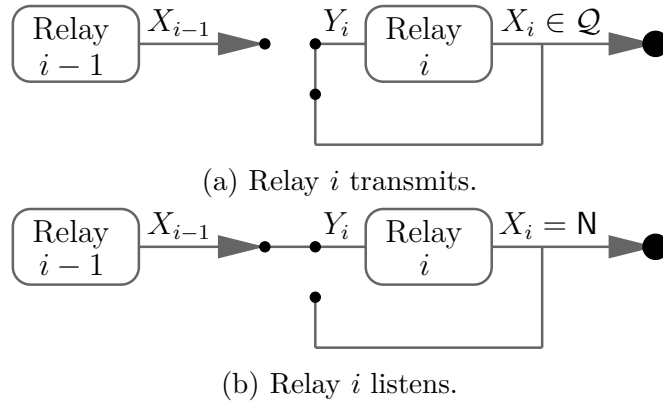 Relay i − 1 X_{i−1} Y_i Relay i X_i ∈ 𝒬
(a) Relay i transmits.
Relay i − 1 X_{i−1} Y_i Relay i X_i = N
(b) Relay i listens.